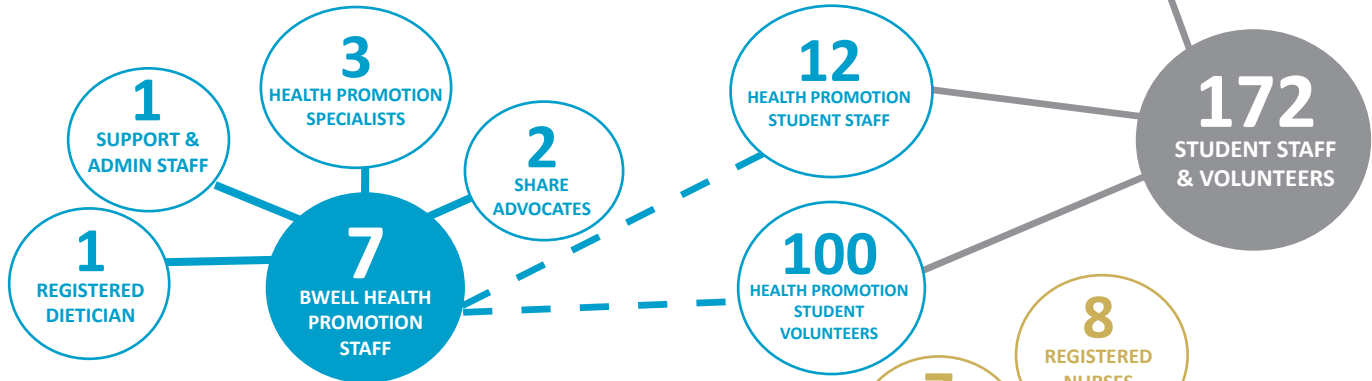 3
HEALTH PROMOTION
SPECIALISTS
1
SUPPORT &
ADMIN STAFF
2
SHARE
ADVOCATES
1
REGISTERED
DIETICIAN
7
BWELL HEALTH
PROMOTION
STAFF
12
HEALTH PROMOTION
STUDENT STAFF
172
STUDENT STAFF
& VOLUNTEERS
100
HEALTH PROMOTION
STUDENT
VOLUNTEERS
8
REGISTERED
NURSES